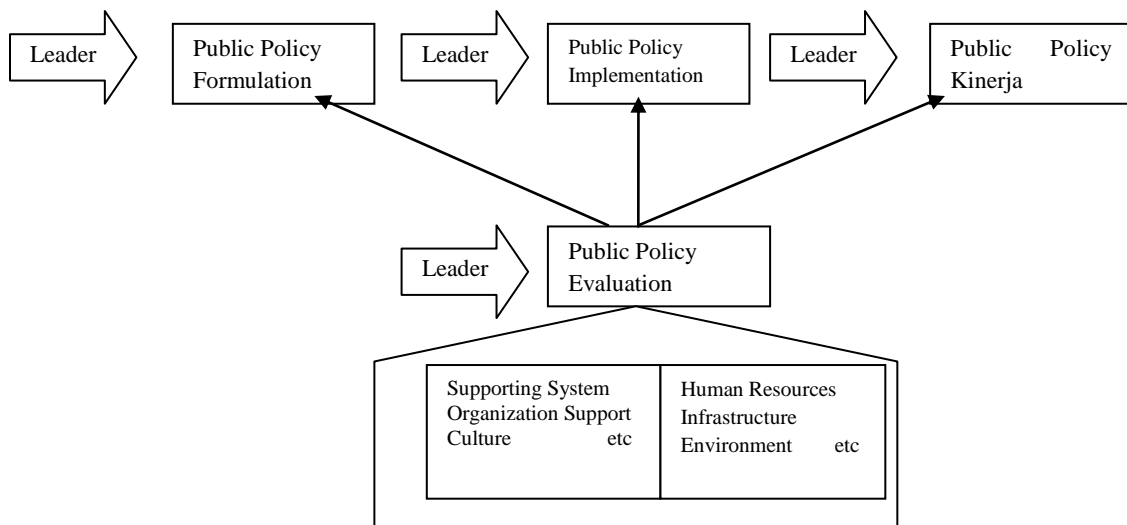 Leader
Public Policy
Formulation
Leader
Public Policy
Implementation
Leader
Public Policy
Kinerja
Leader
Public Policy
Evaluation
Supporting System
Organization Support
Culture etc
Human Resources
Infrastructure
Environment etc